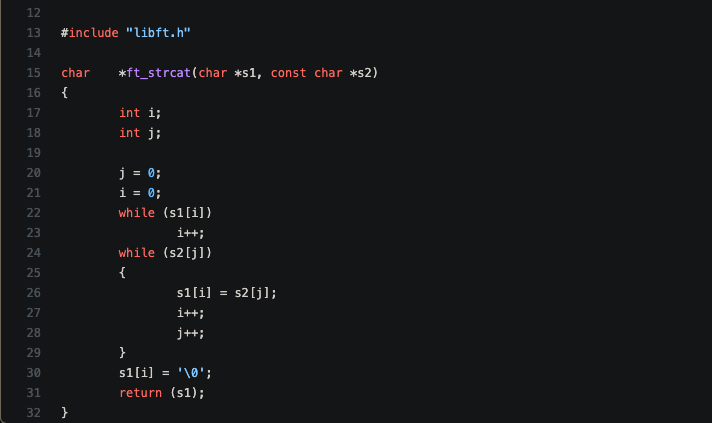 12
13 #include "libft.h"
14
15 char *ft_strcat(char *s1, const char *s2)
16 {
17 int i;
18 int j;
19
20 j = 0;
21 i = 0;
22 while (s1[i])
23 i++;
24 while (s2[j])
25 {
26 s1[i] = s2[j];
27 i++;
28 j++;
29 }
30 s1[i] = '\0';
31 return (s1);
32 }